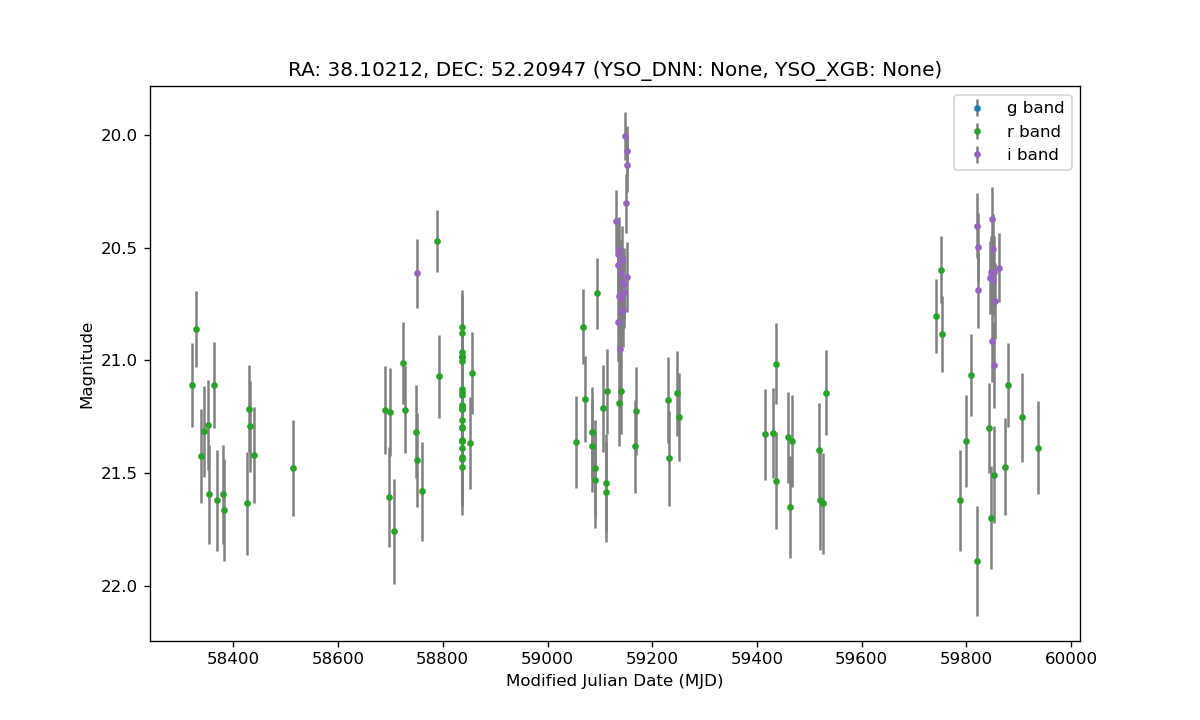 RA: 38.10212, DEC: 52.20947 (YSO_DNN: None, YSO_XGB: None)
g band
r band
i band
20.0
20.5
21.0
21.5
22.0
Magnitude
58400 58600 58800 59000 59200 59400 59600 59800 60000
Modified Julian Date (MJD)